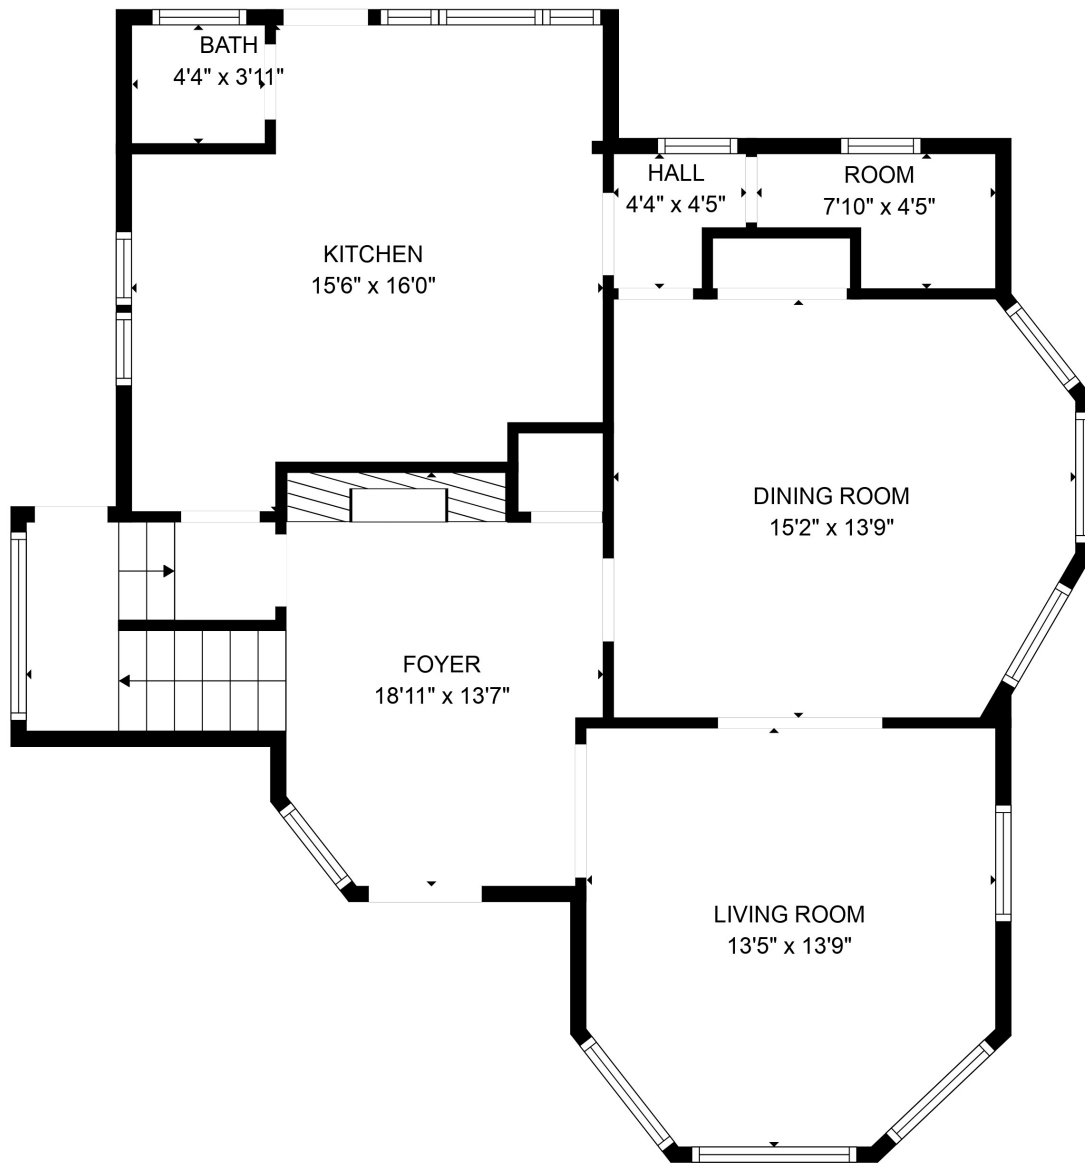 BATH
4'4" x 3'11"
HALL
4'4" x 4'5"
ROOM
7'10" x 4'5"
KITCHEN
15'6" x 16'0"
DINING ROOM
15'2" x 13'9"
FOYER
18'11" x 13'7"
LIVING ROOM
13'5" x 13'9"